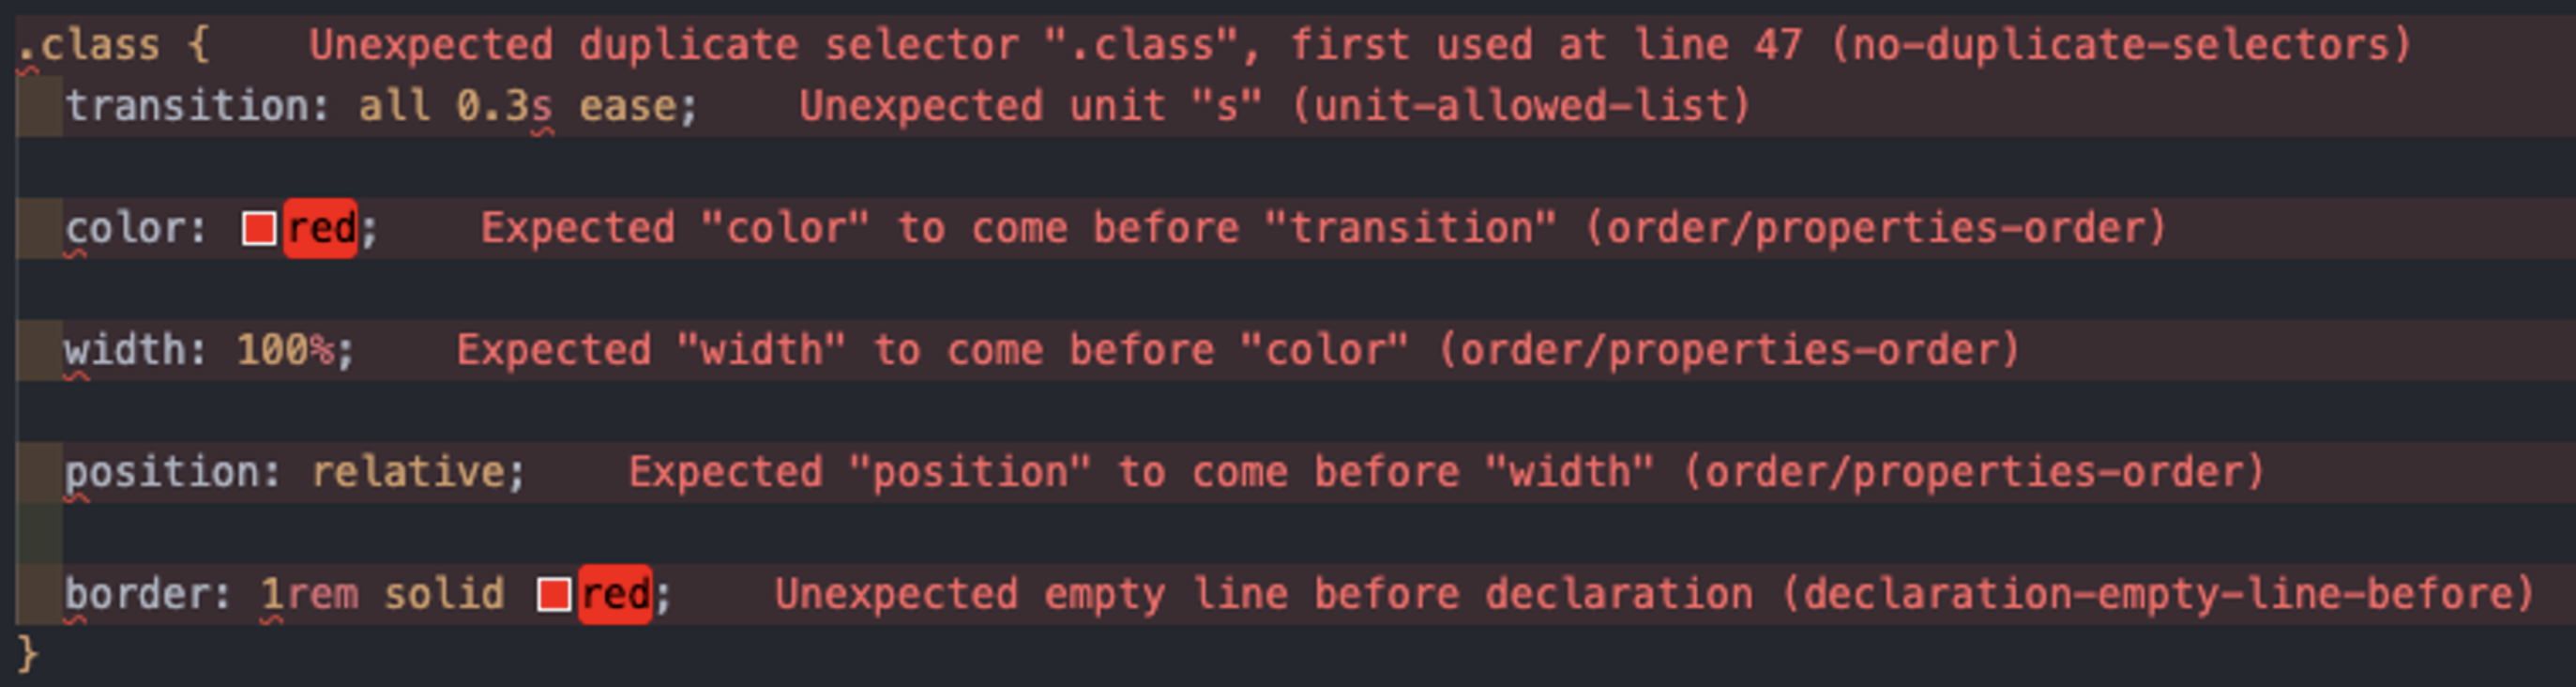 .class {    Unexpected duplicate selector ".class", first used at line 47 (no-duplicate-selectors)
  transition: all 0.3s ease;    Unexpected unit "s" (unit-allowed-list)
  color: red;    Expected "color" to come before "transition" (order/properties-order)
  width: 100%;    Expected "width" to come before "color" (order/properties-order)
  position: relative;    Expected "position" to come before "width" (order/properties-order)
  border: 1rem solid red;    Unexpected empty line before declaration (declaration-empty-line-before)
}